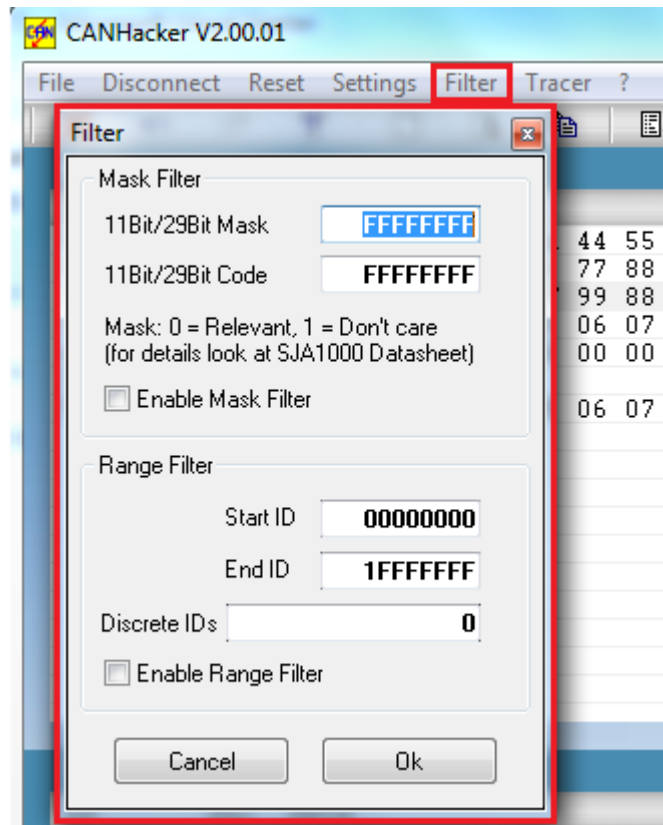 CANHacker V2.00.01
File Disconnect Reset Settings Filter Tracer ?
Filter
Mask Filter
11Bit/29Bit Mask FFFFFFFF
11Bit/29Bit Code FFFFFFFF
Mask: 0 = Relevant, 1 = Don't care
(for details look at SJA1000 Datasheet)
Enable Mask Filter
Range Filter
Start ID 00000000
End ID 1FFFFFFF
Discrete IDs 0
Enable Range Filter
Cancel Ok
44 55
77 88
99 88
06 07
00 00
06 07